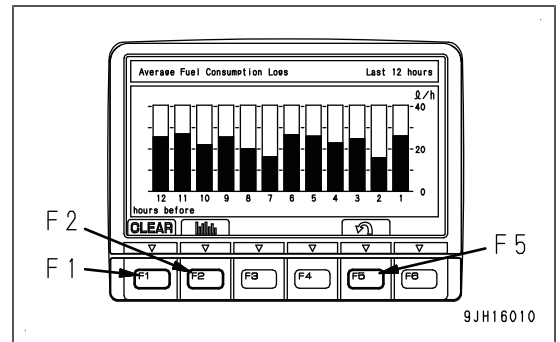 Average Fuel Consumption Logs Last 12 hours
ℓ/h
40
20
0
12 11 10 9 8 7 6 5 4 3 2 1
hours before
CLEAR
F2
F1
F5
F1 F2 F3 F4 F5 F6
9JH16010